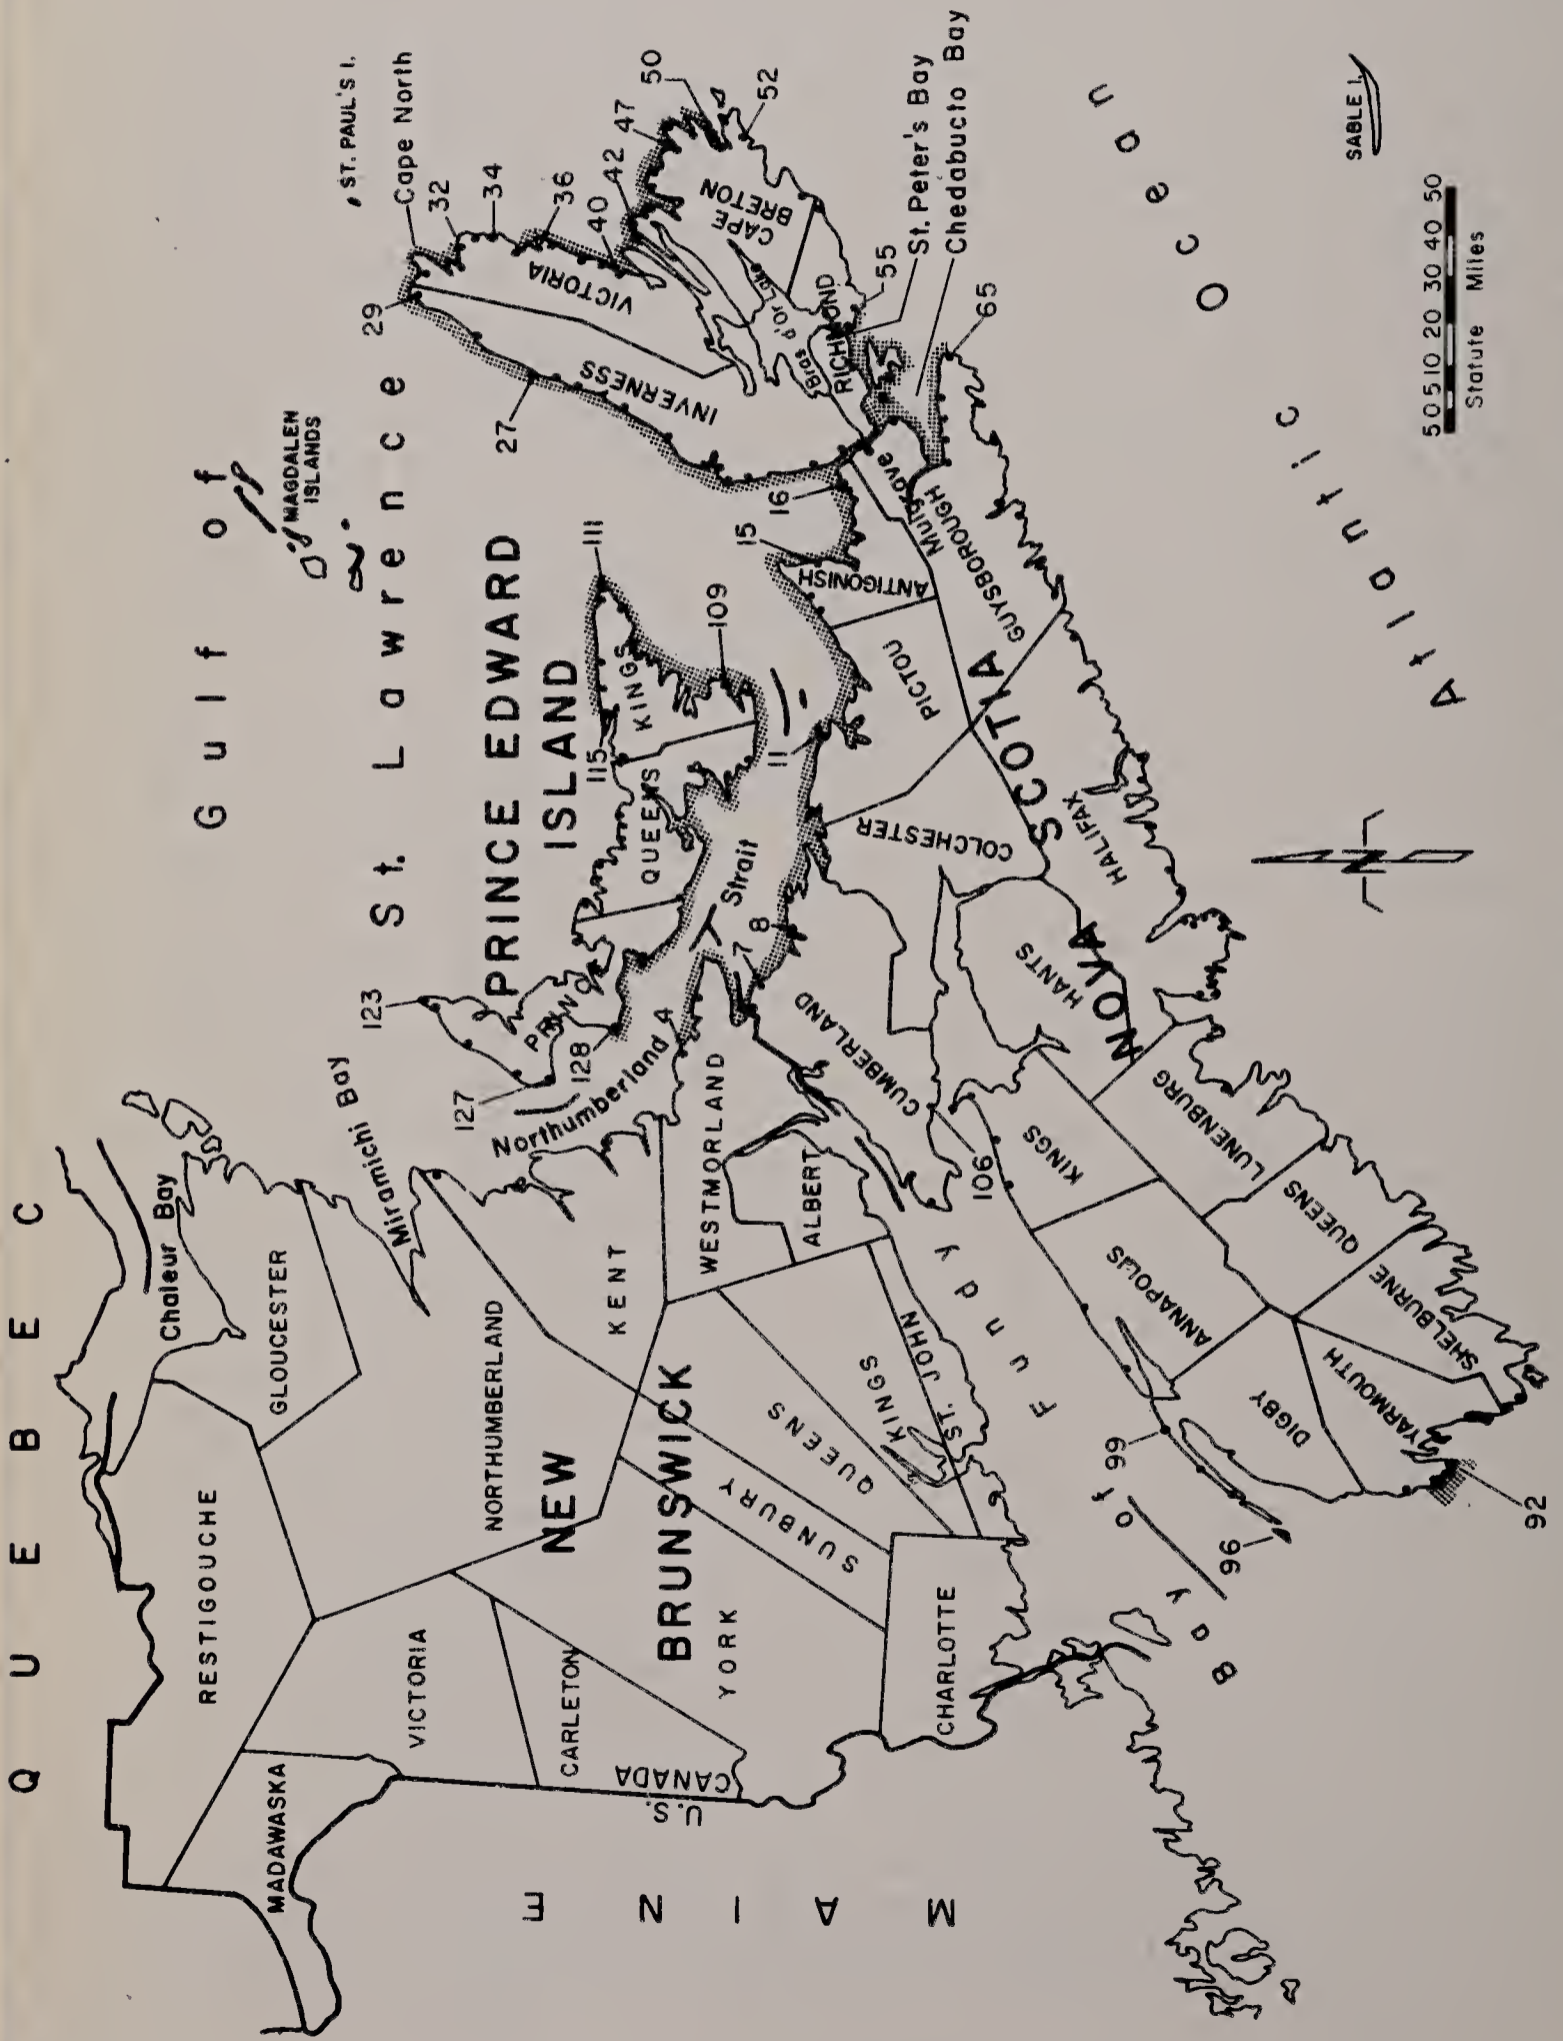 QUEBEC
Gulf of
St. Lawrence
MAGDALEN
ISLANDS
ST. PAUL'S I.
Cape North
Chaleur Bay
Miramichi Bay
PRINCE EDWARD
ISLAND
KINGS
QUEENS
Northumberland
Strait
NEW
BRUNSWICK
RESTIGOUCHE
GLOUCESTER
MADAWASKA
VICTORIA
NORTHUMBERLAND
CARLETON
YORK
KENT
WESTMORLAND
ALBERT
SUNBURY
QUEENS
KINGS
ST. JOHN
CHARLOTTE
CANADA
U.S.
MAINE
Bay of Fundy
NOVA SCOTIA
VICTORIA
INVERNESS
CAPE
BRETON
Bras d'Or Lake
RICHMOND
St. Peter's Bay
Chedabucto Bay
Mulgrave
ANTIGONISH
GUYSBOROUGH
PICTOU
COLCHESTER
HALIFAX
CUMBERLAND
HANTS
KINGS
LUNENBURG
ANNAPOLIS
QUEENS
DIGBY
SHELBURNE
YARMOUTH
Atlantic Ocean
SABLE I.
4
7
8
11
15
16
27
29
32
34
36
40
42
47
50
52
55
65
92
96
99
106
109
111
115
123
127
128
N
5 0 5 10 20 30 40 50
Statute Miles